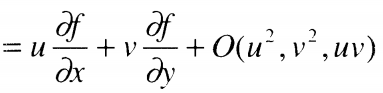 = u ∂f/∂x + v ∂f/∂y + O(u², v², uv)